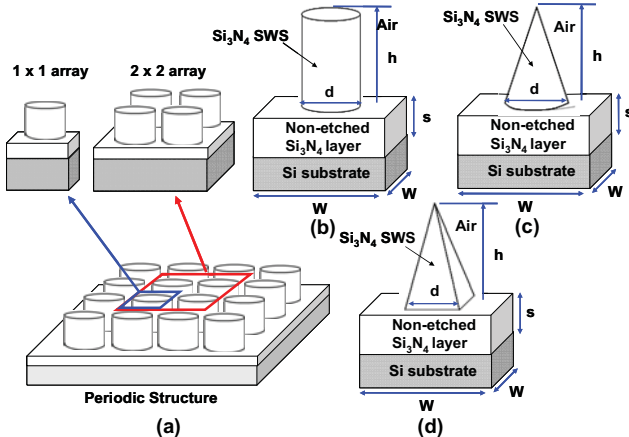 1 x 1 array
2 x 2 array
Periodic Structure
(a)
Si₃N₄ SWS
Air
h
d
s
Non-etched
Si₃N₄ layer
Si substrate
W
W
(b)
Si₃N₄ SWS
Air
h
d
s
Non-etched
Si₃N₄ layer
Si substrate
W
W
(c)
Si₃N₄ SWS
Air
h
d
s
Non-etched
Si₃N₄ layer
Si substrate
W
W
(d)